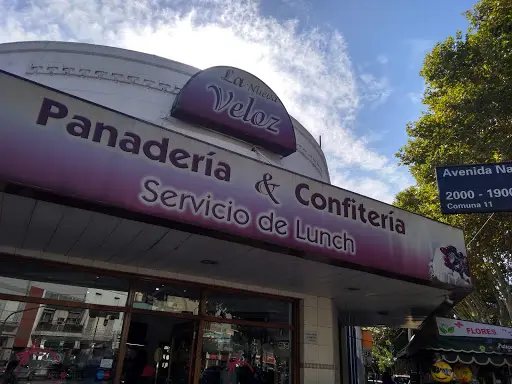 La Nueva
Veloz
Panadería & Confitería
Servicio de Lunch
Avenida Na
2000 - 1900
Comuna 11
FLORES